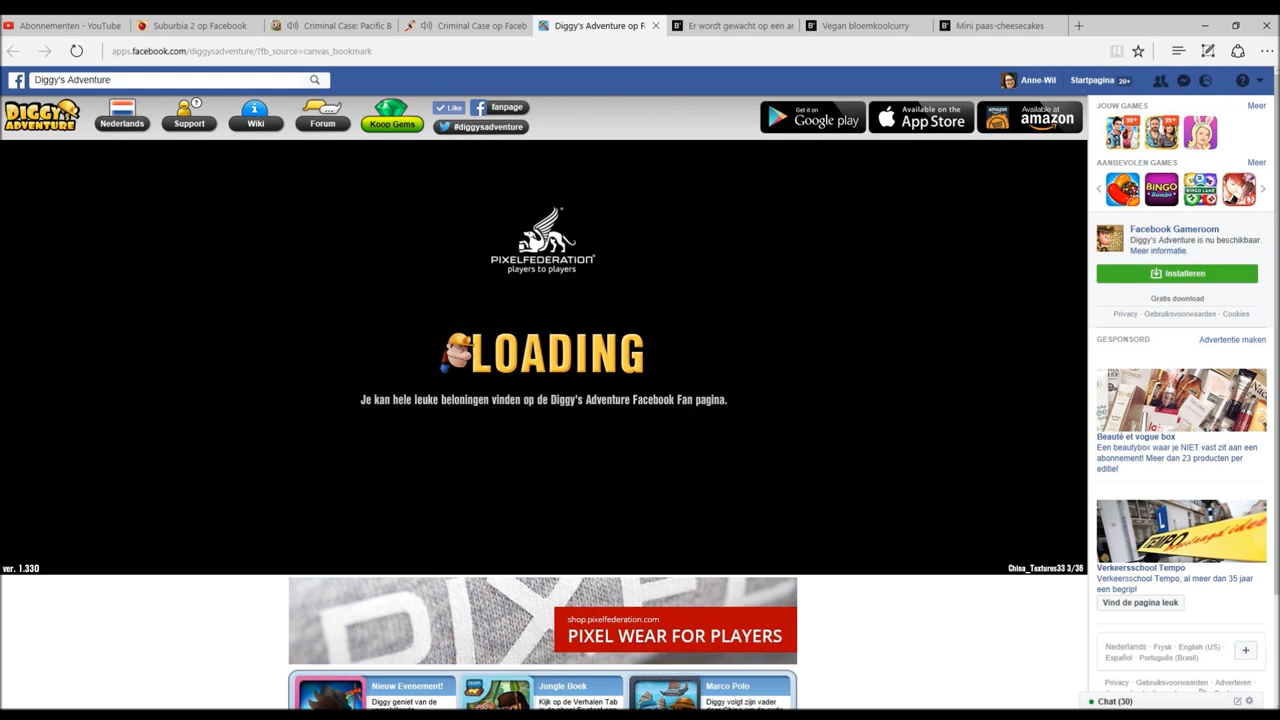 Abonnementen - YouTube
Suburbia 2 op Facebook
Criminal Case: Pacific B
Criminal Case op Faceb
Diggy's Adventure op F
Er wordt gewacht op een ar
Vegan bloemkoolcurry
Mini paas-cheesecakes
apps.facebook.com/diggysadventure/?fb_source=canvas_bookmark
Diggy's Adventure
Anne-Wil
Startpagina 20+
DIGGY'S ADVENTURE
Nederlands
Support
Wiki
Forum
Koop Gems
Like
fanpage
#diggysadventure
Get it on
Google play
Available on the
App Store
Available at
amazon
JOUW GAMES
Meer
99+
99+
AANBEVOLEN GAMES
Meer
BINGO
BINGO LANE
PIXELFEDERATION
players to players
Facebook Gameroom
Diggy's Adventure is nu beschikbaar.
Meer informatie.
Installeren
Gratis download
Privacy · Gebruiksvoorwaarden · Cookies
LOADING
Je kan hele leuke beloningen vinden op de Diggy's Adventure Facebook Fan pagina.
GESPONSORD
Advertentie maken
Beauté et vogue box
Een beautybox waar je NIET vast zit aan een
abonnement! Meer dan 23 producten per
editie!
TEMPO
Verkeersschool Tempo
Verkeersschool Tempo, al meer dan 35 jaar
een begrip!
Vind de pagina leuk
ver. 1.330
China_Textures33 3/36
shop.pixelfederation.com
PIXEL WEAR FOR PLAYERS
Nieuw Evenement!
Diggy geniet van de
Jungle Boek
Kijk op de Verhalen Tab
Marco Polo
Diggy volgt zijn vader
Nederlands · Frysk · English (US) ·
Español · Português (Brasil)
Privacy · Gebruiksvoorwaarden · Adverteren ·
Chat (30)